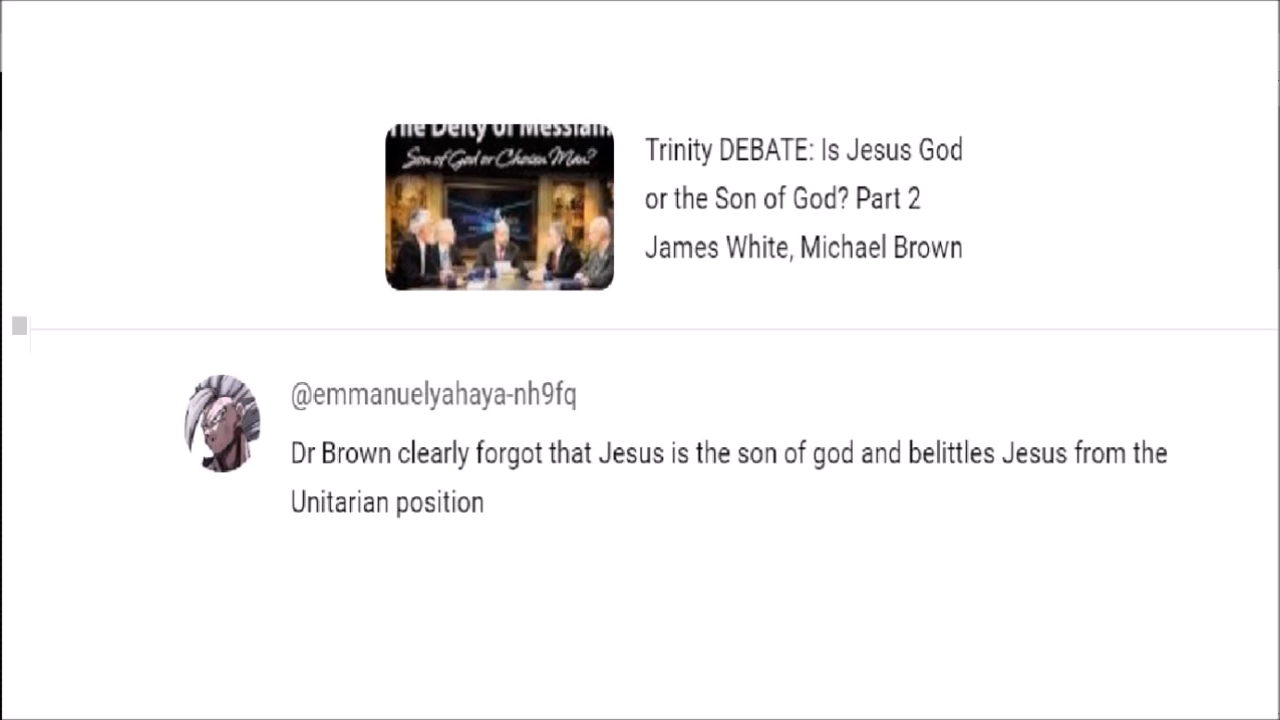 The Deity of Messiah:
Son of God or Chosen Man?
Trinity DEBATE: Is Jesus God
or the Son of God? Part 2
James White, Michael Brown
@emmanuelyahaya-nh9fq
Dr Brown clearly forgot that Jesus is the son of god and belittles Jesus from the
Unitarian position